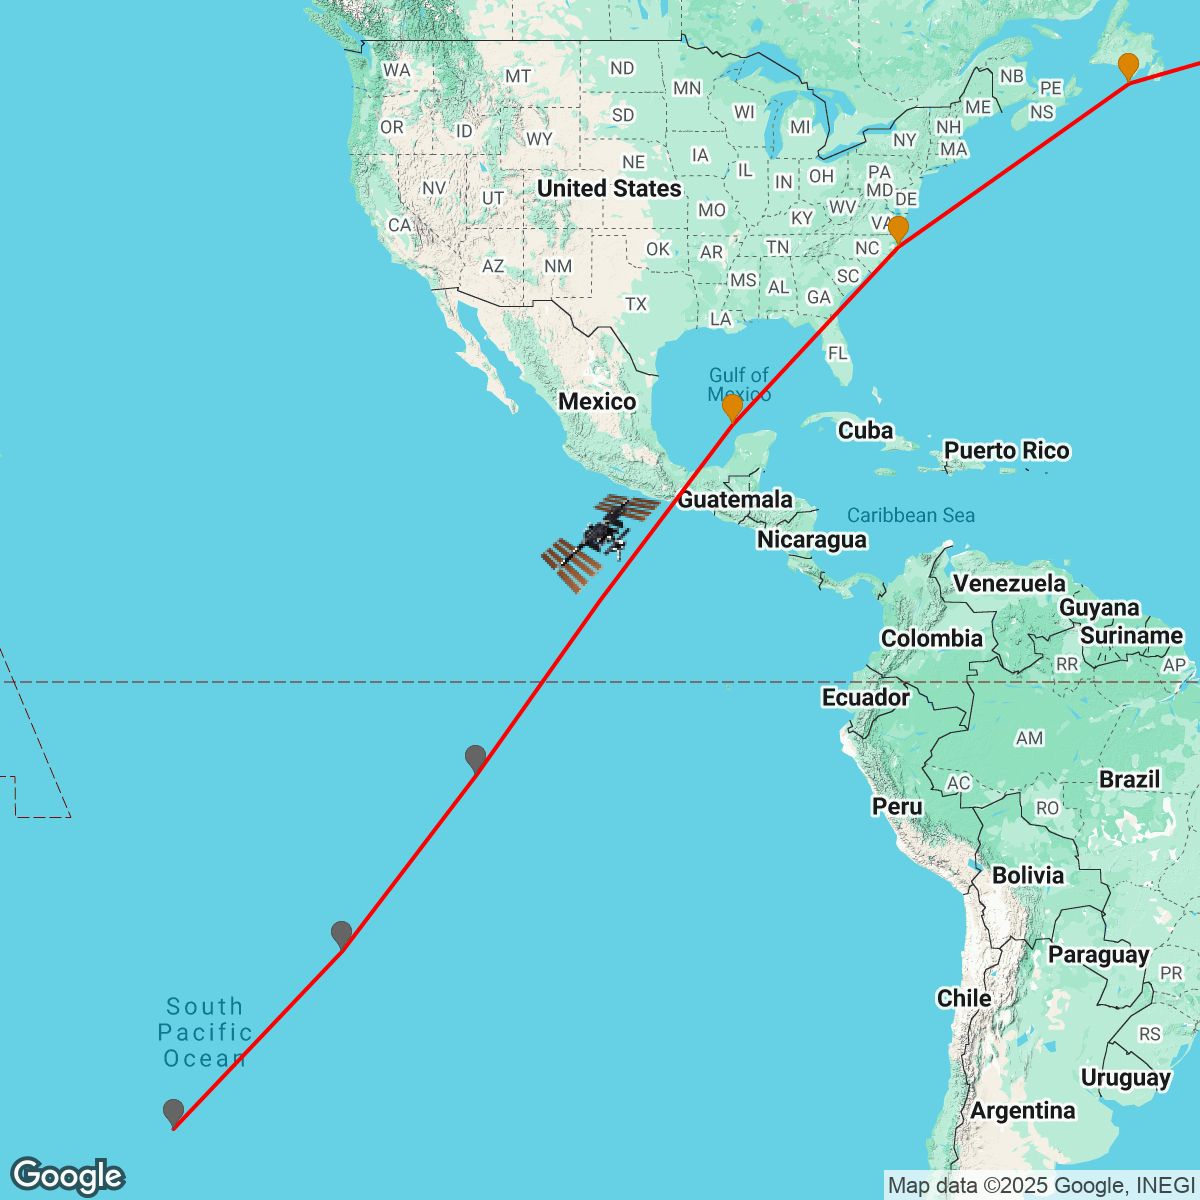 WA
MT
ND
MN
NB
PE
NS
ME
OR
ID
SD
WI
MI
NY
NH
MA
WY
IA
NE
IL
IN
OH
PA
MD
DE
NV
UT
United States
MO
KY
WV
VA
CA
OK
AR
TN
NC
AZ
NM
MS
AL
SC
GA
TX
LA
FL
Gulf of
Mexico
Mexico
Cuba
Puerto Rico
Guatemala
Caribbean Sea
Nicaragua
Venezuela
Guyana
Suriname
Colombia
RR
AP
Ecuador
AM
Brazil
AC
Peru
RO
Bolivia
Paraguay
PR
Chile
South
Pacific
Ocean
RS
Uruguay
Argentina
Google
Map data ©2025 Google, INEGI